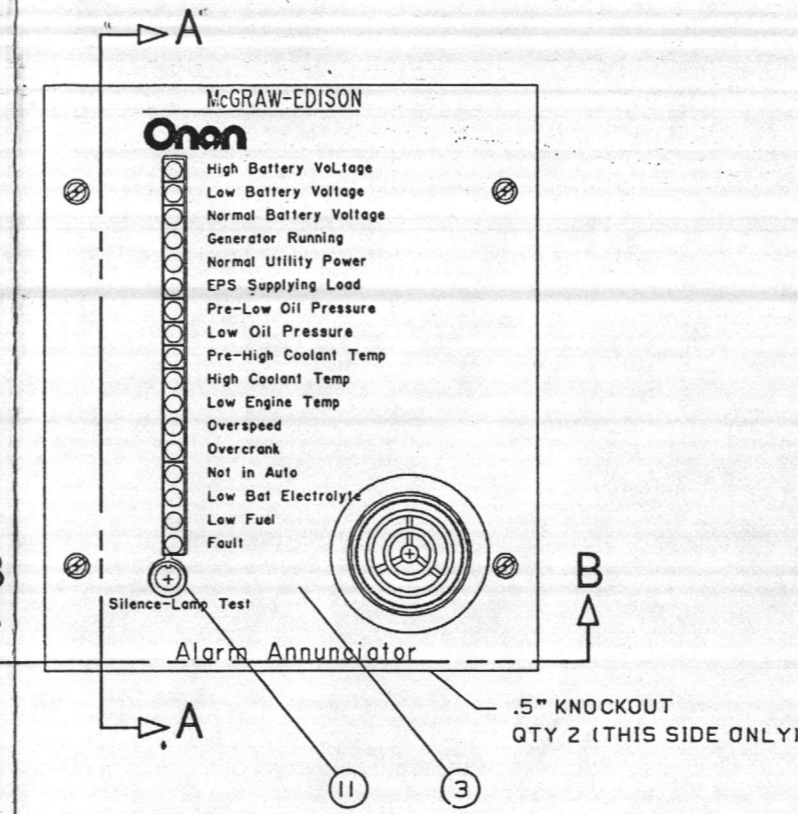 A
McGRAW-EDISON
Onan
High Battery VoLtage
Low Battery Voltage
Normal Battery Voltage
Generator Running
Normal Utility Power
EPS Supplying Load
Pre-Low Oil Pressure
Low Oil Pressure
Pre-High Coolant Temp
High Coolant Temp
Low Engine Temp
Overspeed
Overcrank
Not in Auto
Low Bat Electrolyte
Low Fuel
Fault
B
Silence-Lamp Test
Alarm Annunciator
.5" KNOCKOUT
QTY 2 (THIS SIDE ONLY)
A
11
3